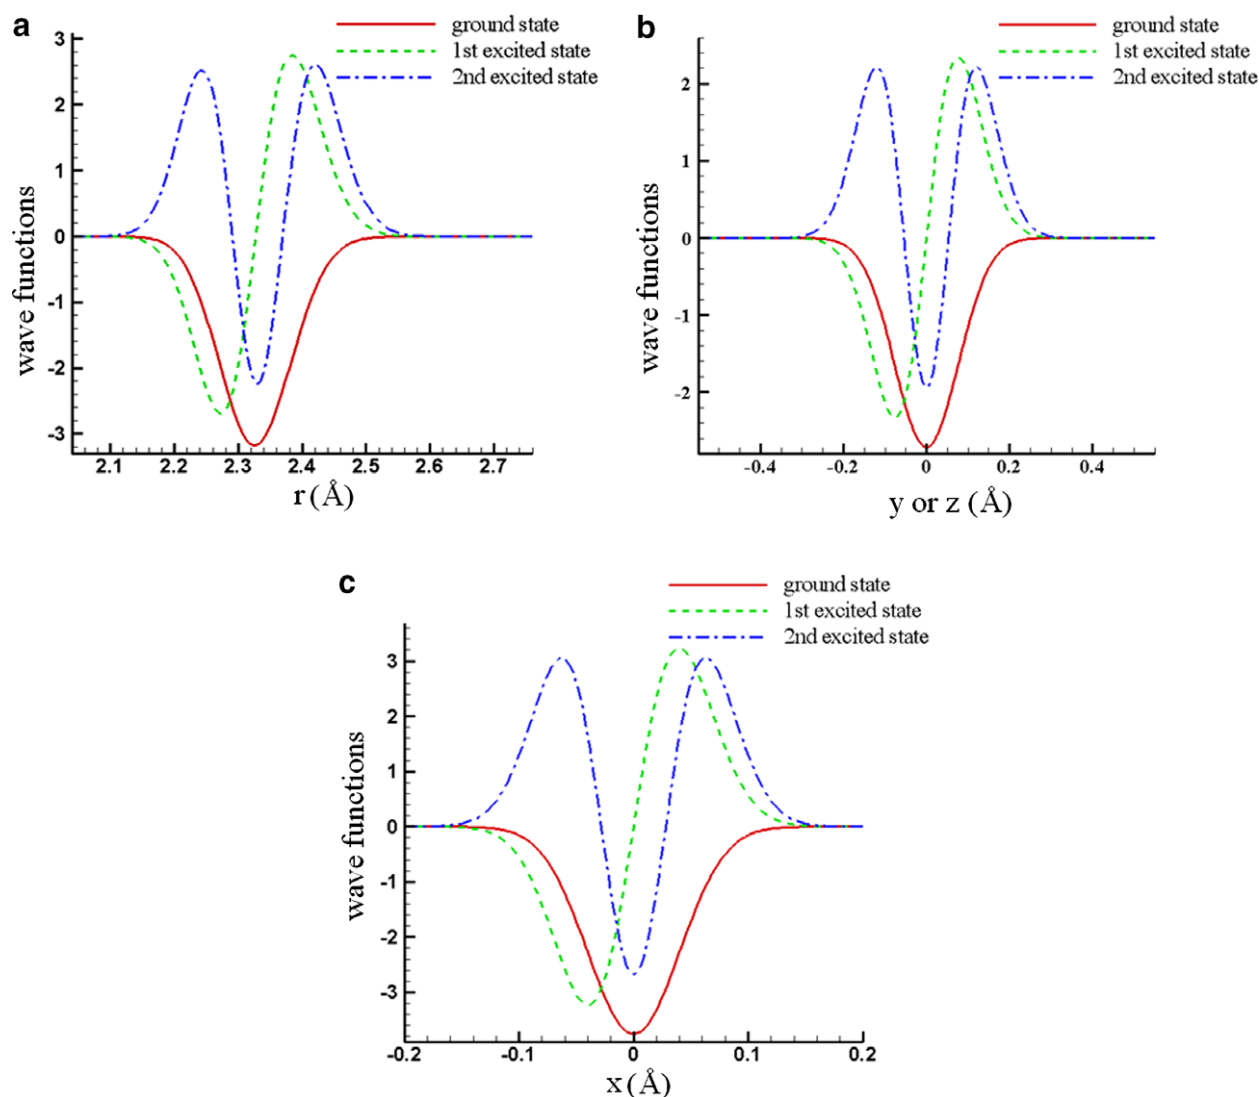 a
ground state
1st excited state
2nd excited state
3
2
1
0
-1
-2
-3
wave functions
2.1 2.2 2.3 2.4 2.5 2.6 2.7
r (Å)
b
ground state
1st excited state
2nd excited state
2
1
0
-1
-2
wave functions
-0.4 -0.2 0 0.2 0.4
y or z (Å)
c
ground state
1st excited state
2nd excited state
3
2
1
0
-1
-2
-3
wave functions
-0.2 -0.1 0 0.1 0.2
x (Å)